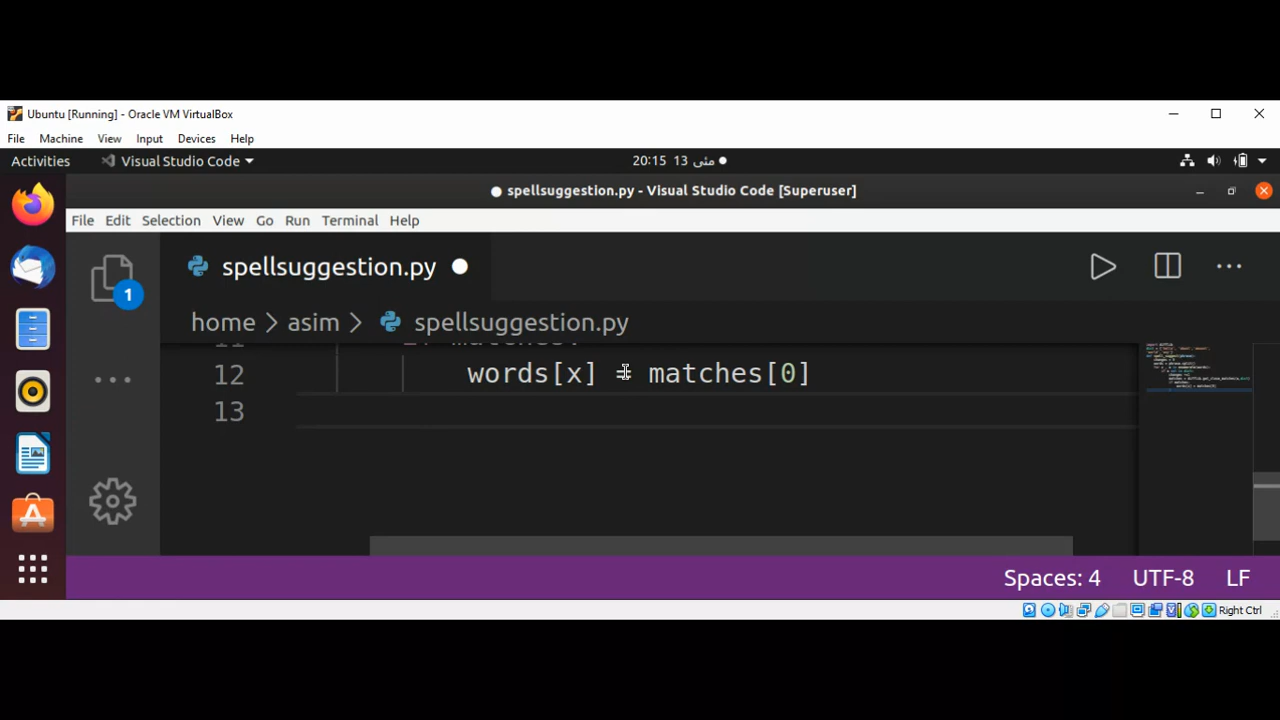 Ubuntu [Running] - Oracle VM VirtualBox
File Machine View Input Devices Help
Activities Visual Studio Code 20:15 13 مئی
● spellsuggestion.py - Visual Studio Code [Superuser]
File Edit Selection View Go Run Terminal Help
spellsuggestion.py
1
home > asim > spellsuggestion.py
12 words[x] = matches[0]
13
Spaces: 4 UTF-8 LF
Right Ctrl